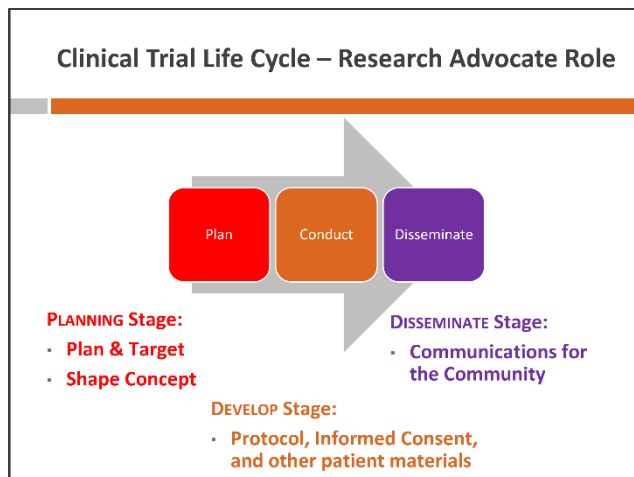 Clinical Trial Life Cycle – Research Advocate Role
Plan
Conduct
Disseminate
PLANNING Stage:
▪ Plan & Target
▪ Shape Concept
DISSEMINATE Stage:
▪ Communications for
the Community
DEVELOP Stage:
▪ Protocol, Informed Consent,
and other patient materials